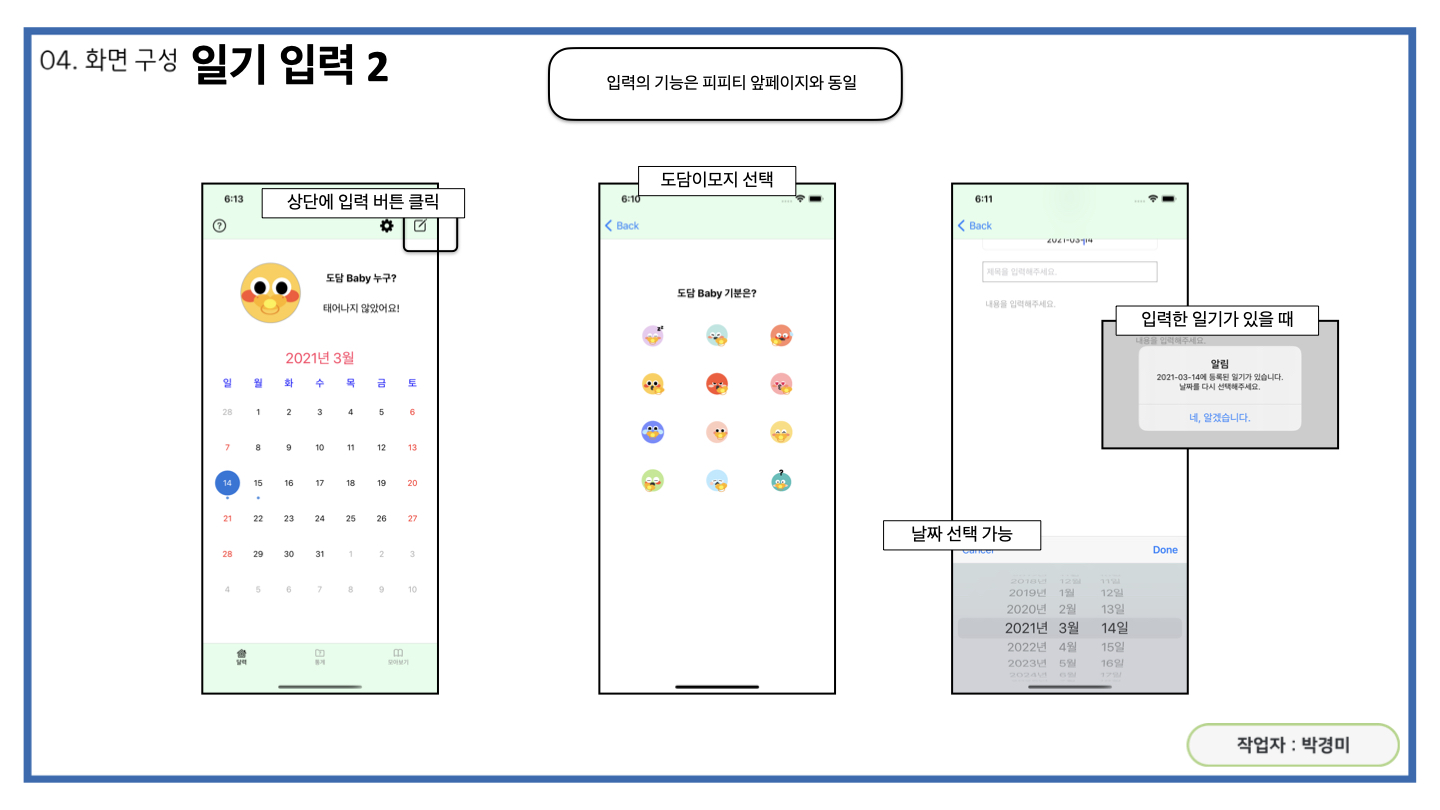 04. 화면 구성 일기 입력 2
입력의 기능은 피피티 앞페이지와 동일
상단에 입력 버튼 클릭
6:13
?
도담 Baby 누구?
태어나지 않았어요!
2021년 3월
일 월 화 수 목 금 토
28 1 2 3 4 5 6
7 8 9 10 11 12 13
14 15 16 17 18 19 20
21 22 23 24 25 26 27
28 29 30 31 1 2 3
4 5 6 7 8 9 10
달력 통계 모아보기
도담이모지 선택
6:10
Back
도담 Baby 기분은?
zz
?
6:11
Back
2021-03-14
제목을 입력해주세요.
내용을 입력해주세요.
입력한 일기가 있을 때
내용을 입력해주세요.
알림
2021-03-14에 등록된 일기가 있습니다.
날짜를 다시 선택해주세요.
네, 알겠습니다.
날짜 선택 가능
Cancel Done
2018년 12월 11일
2019년 1월 12일
2020년 2월 13일
2021년 3월 14일
2022년 4월 15일
2023년 5월 16일
2024년 6월 17일
작업자 : 박경미